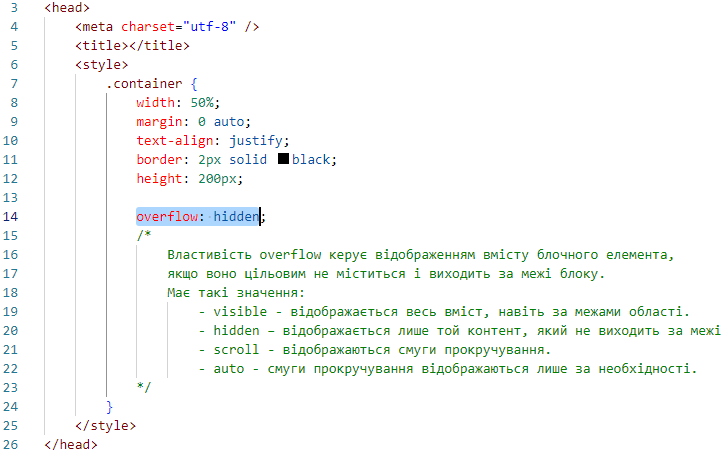 3 <head>
4 <meta charset="utf-8" />
5 <title></title>
6 <style>
7 .container {
8 width: 50%;
9 margin: 0 auto;
10 text-align: justify;
11 border: 2px solid black;
12 height: 200px;
13
14 overflow: hidden;
15 /*
16 Властивість overflow керує відображенням вмісту блочного елемента,
17 якщо воно цільовим не міститься і виходить за межі блоку.
18 Має такі значення:
19 - visible - відображається весь вміст, навіть за межами області.
20 - hidden – відображається лише той контент, який не виходить за межі
21 - scroll - відображаються смуги прокручування.
22 - auto - смуги прокручування відображаються лише за необхідності.
23 */
24 }
25 </style>
26 </head>